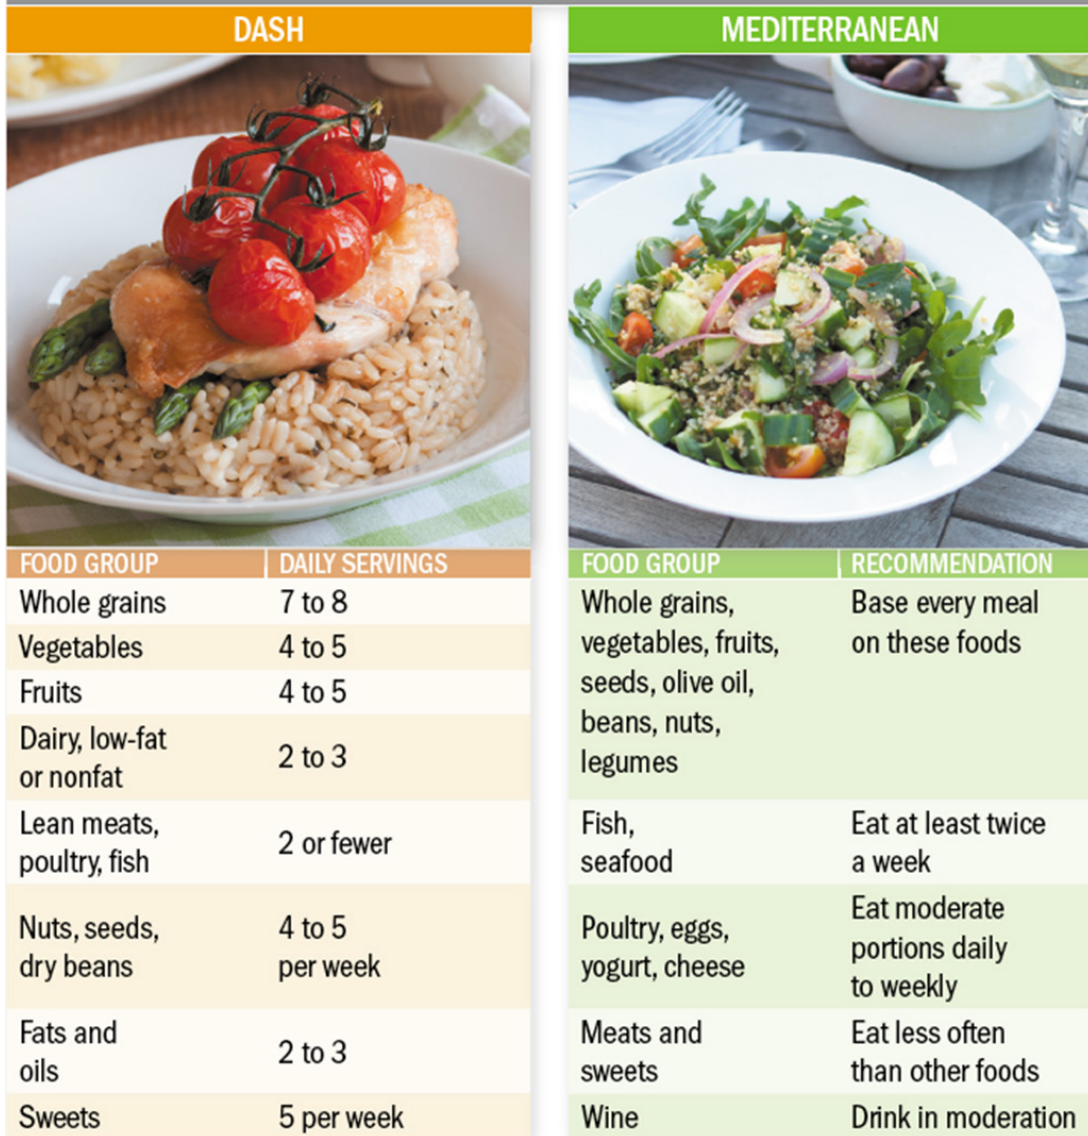 DASH
FOOD GROUP DAILY SERVINGS
Whole grains 7 to 8
Vegetables 4 to 5
Fruits 4 to 5
Dairy, low-fat
or nonfat
2 to 3
Lean meats,
poultry, fish
2 or fewer
Nuts, seeds,
dry beans
4 to 5
per week
Fats and
oils
2 to 3
Sweets 5 per week
MEDITERRANEAN
FOOD GROUP RECOMMENDATION
Whole grains,
vegetables, fruits,
seeds, olive oil,
beans, nuts,
legumes
Base every meal
on these foods
Fish,
seafood
Eat at least twice
a week
Poultry, eggs,
yogurt, cheese
Eat moderate
portions daily
to weekly
Meats and
sweets
Eat less often
than other foods
Wine Drink in moderation